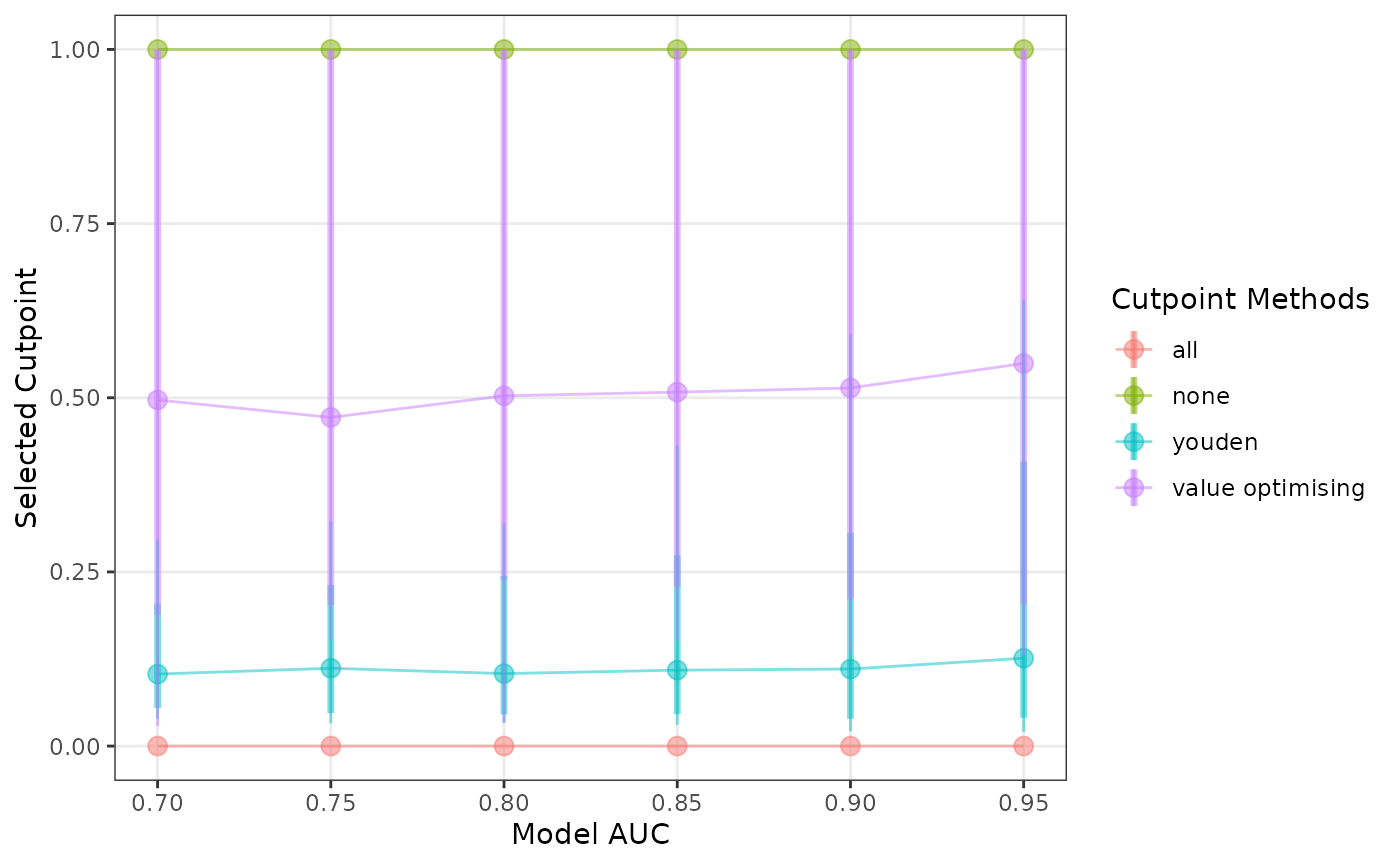 1.00
0.75
0.50
0.25
0.00
Selected Cutpoint
0.70 0.75 0.80 0.85 0.90 0.95
Model AUC
Cutpoint Methods
all
none
youden
value optimising